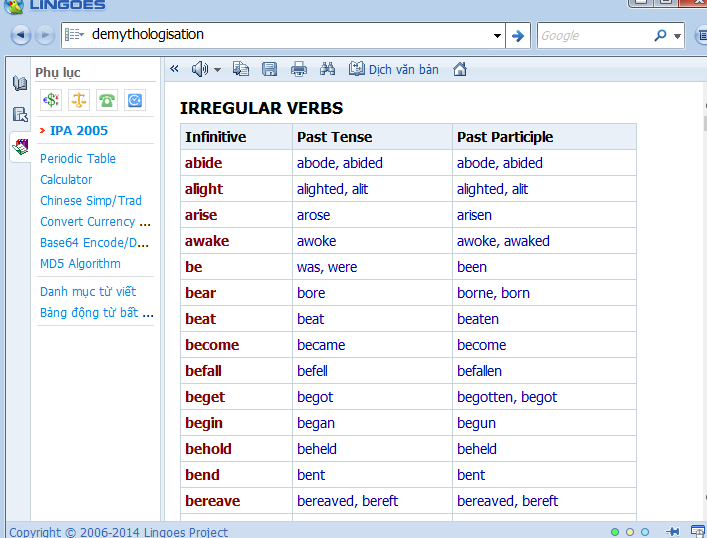 LINGOES
demythologisation
Google
Phụ lục
Dịch văn bản
IPA 2005
Periodic Table
Calculator
Chinese Simp/Trad
Convert Currency ...
Base64 Encode/D...
MD5 Algorithm
Danh mục từ viết
Bảng động từ bất ...
IRREGULAR VERBS
Infinitive Past Tense Past Participle
abide abode, abided abode, abided
alight alighted, alit alighted, alit
arise arose arisen
awake awoke awoke, awaked
be was, were been
bear bore borne, born
beat beat beaten
become became become
befall befell befallen
beget begot begotten, begot
begin began begun
behold beheld beheld
bend bent bent
bereave bereaved, bereft bereaved, bereft
Copyright © 2006-2014 Lingoes Project